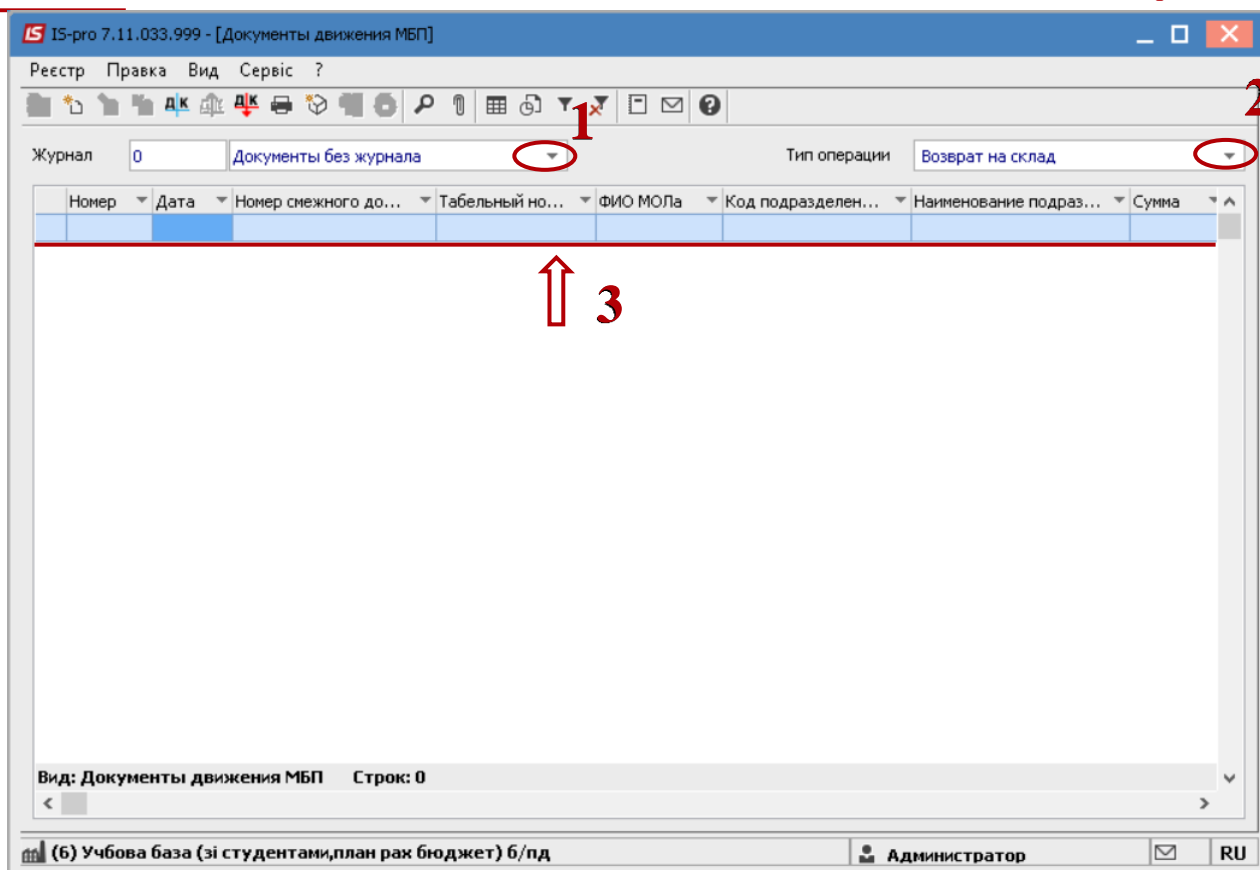 IS-pro 7.11.033.999 - [Документы движения МБП]
Реєстр Правка Вид Сервіс ?
1
2
Журнал 0 Документы без журнала Тип операции Возврат на склад
Номер Дата Номер смежного до... Табельный но... ФИО МОЛа Код подразделен... Наименование подраз... Сумма
3
Вид: Документы движения МБП Строк: 0
(6) Учбова база (зі студентами,план рах бюджет) б/пд Администратор RU